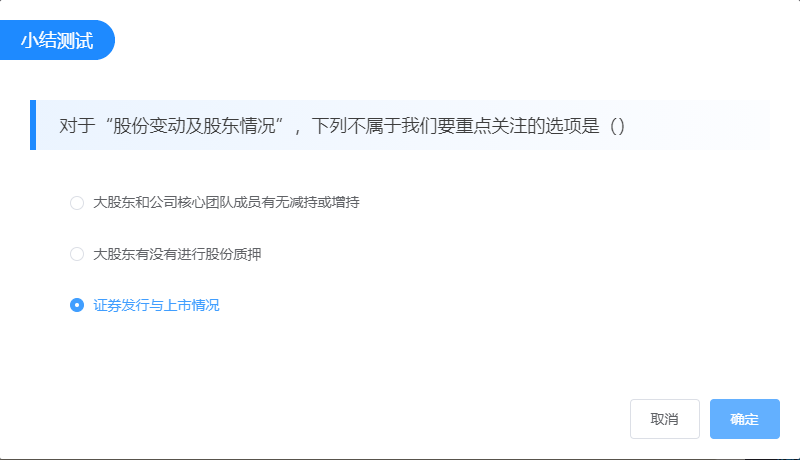 小结测试
对于“股份变动及股东情况”，下列不属于我们要重点关注的选项是（）
大股东和公司核心团队成员有无减持或增持
大股东有没有进行股份质押
证券发行与上市情况
取消
确定